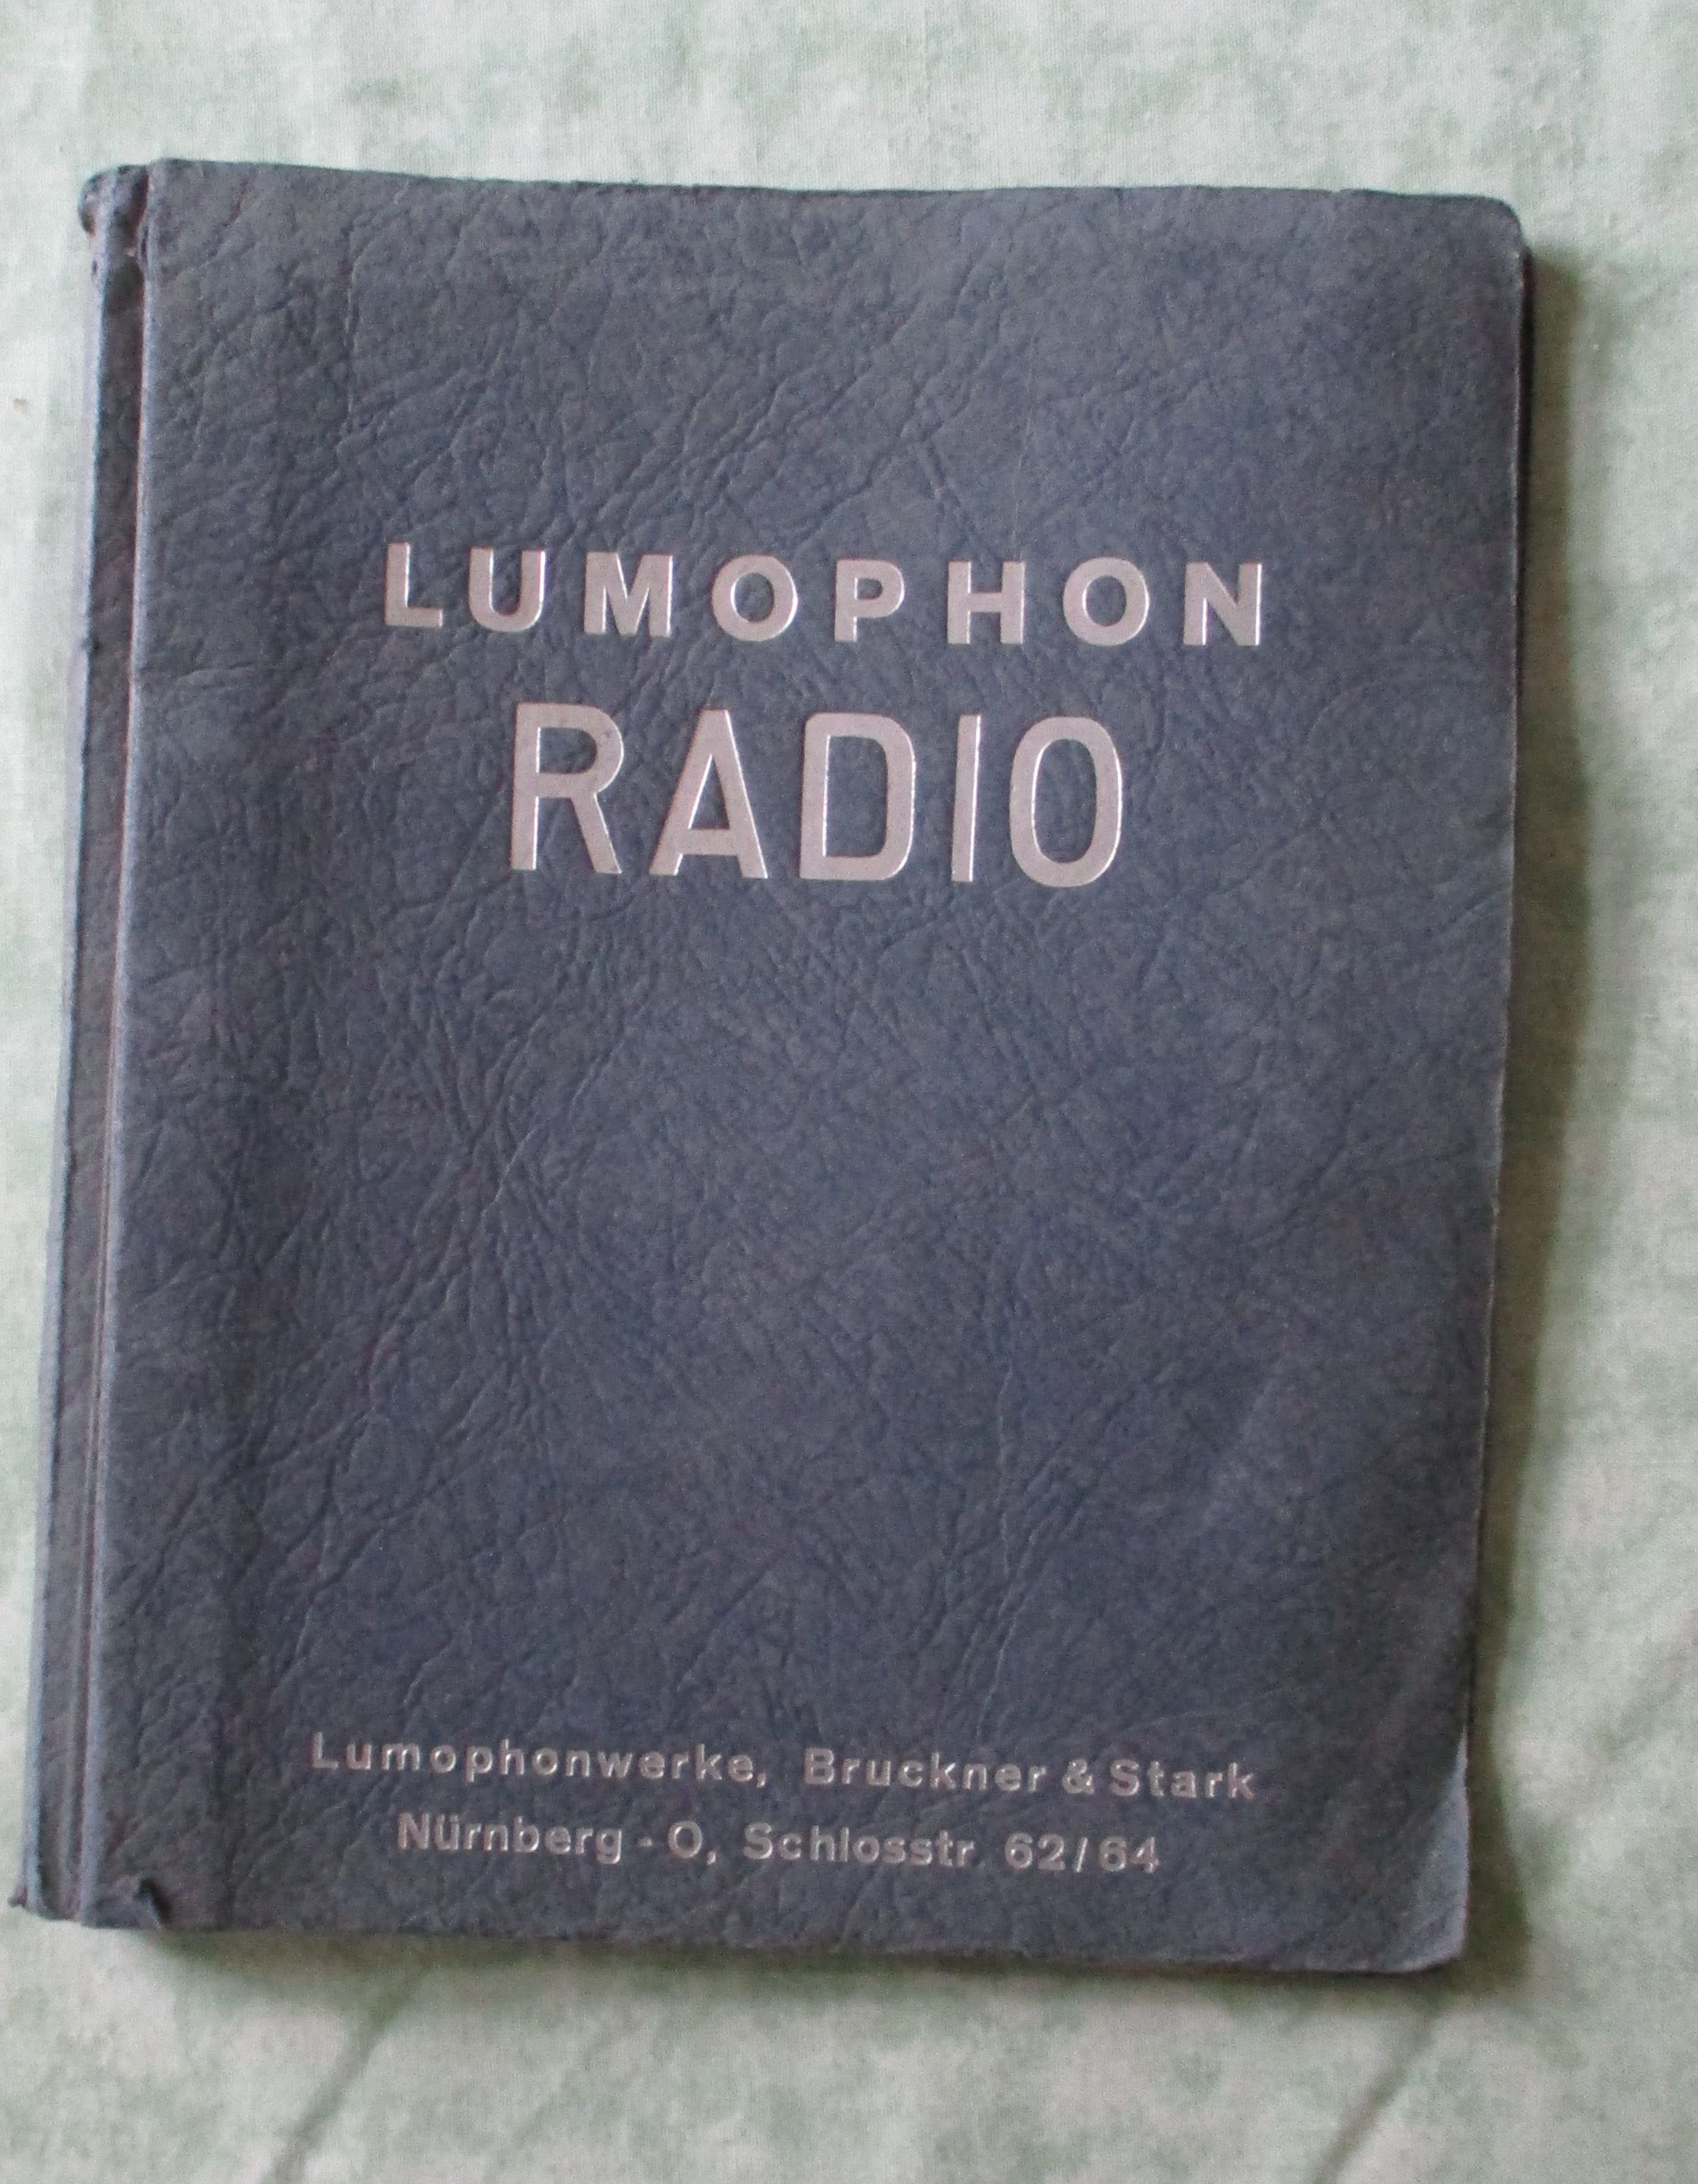 LUMOPHON
RADIO
Lumophonwerke, Bruckner & Stark
Nürnberg - O, Schlosstr. 62/64